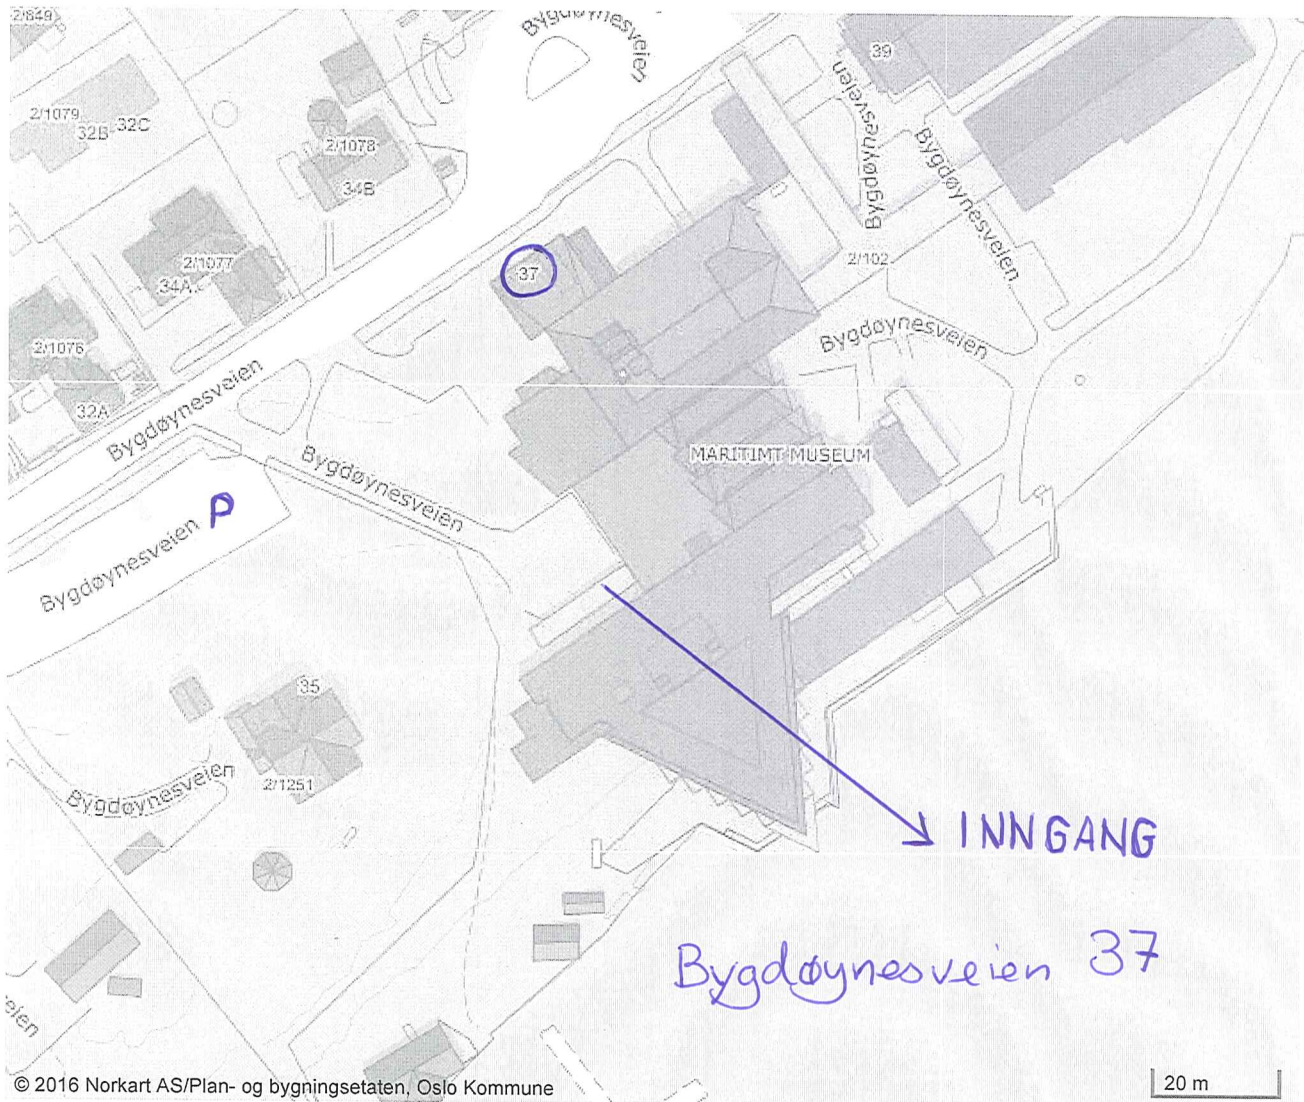 2/849
Bygdøynesveien
39
2/1079
32B
32C
2/1078
34B
Bygdøynesveien
Bygdøynesveien
2/1077
34A
37
2/102
2/1076
32A
Bygdøynesveien
Bygdøynesveien
Bygdøynesveien
MARITIMT MUSEUM
P
Bygdøynesveien
35
2/1251
Bygdøynesveien
INNGANG
Bygdøynesveien 37
veien
© 2016 Norkart AS/Plan- og bygningsetaten, Oslo Kommune
20 m